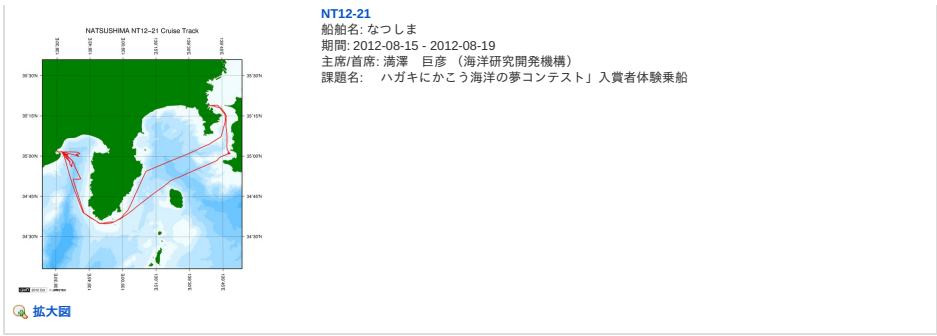 NT12-21
船舶名: なつしま
期間: 2012-08-15 - 2012-08-19
主席/首席: 満澤　巨彦 （海洋研究開発機構）
課題名:　ハガキにかこう海洋の夢コンテスト」入賞者体験乗船
NATSUSHIMA NT12-21 Cruise Track
35°30'N
35°15'N
35°00'N
34°45'N
34°30'N
拡大図